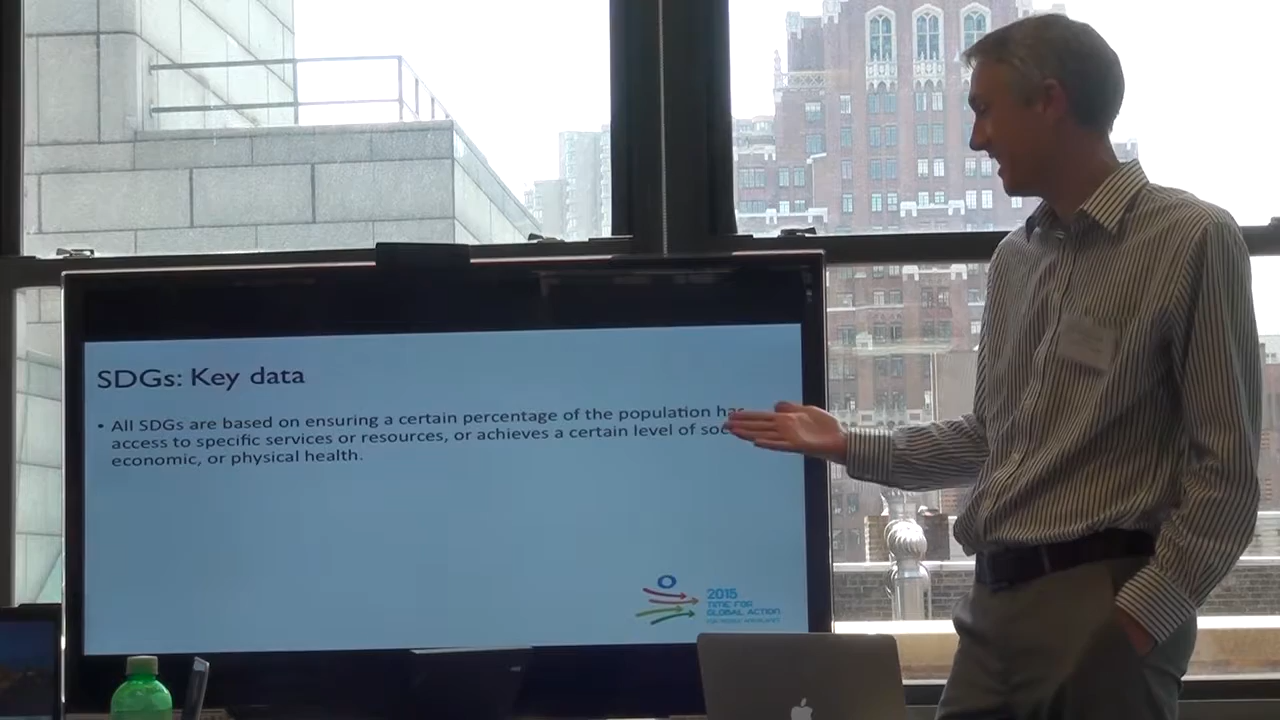 SDGs: Key data
• All SDGs are based on ensuring a certain percentage of the population has
access to specific services or resources, or achieves a certain level of
economic, or physical health.
2015
TIME FOR
GLOBAL ACTION